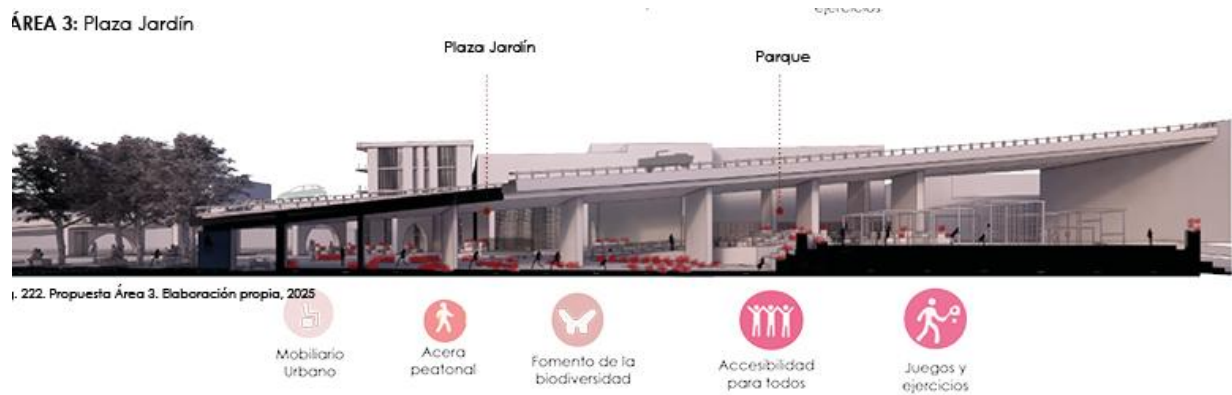 ÁREA 3: Plaza Jardín
ejercicios
Plaza Jardín
Parque
. 222. Propuesta Área 3. Elaboración propia, 2025
Mobiliario
Urbano
Acera
peatonal
Fomento de la
biodiversidad
Accesibilidad
para todos
Juegos y
ejercicios